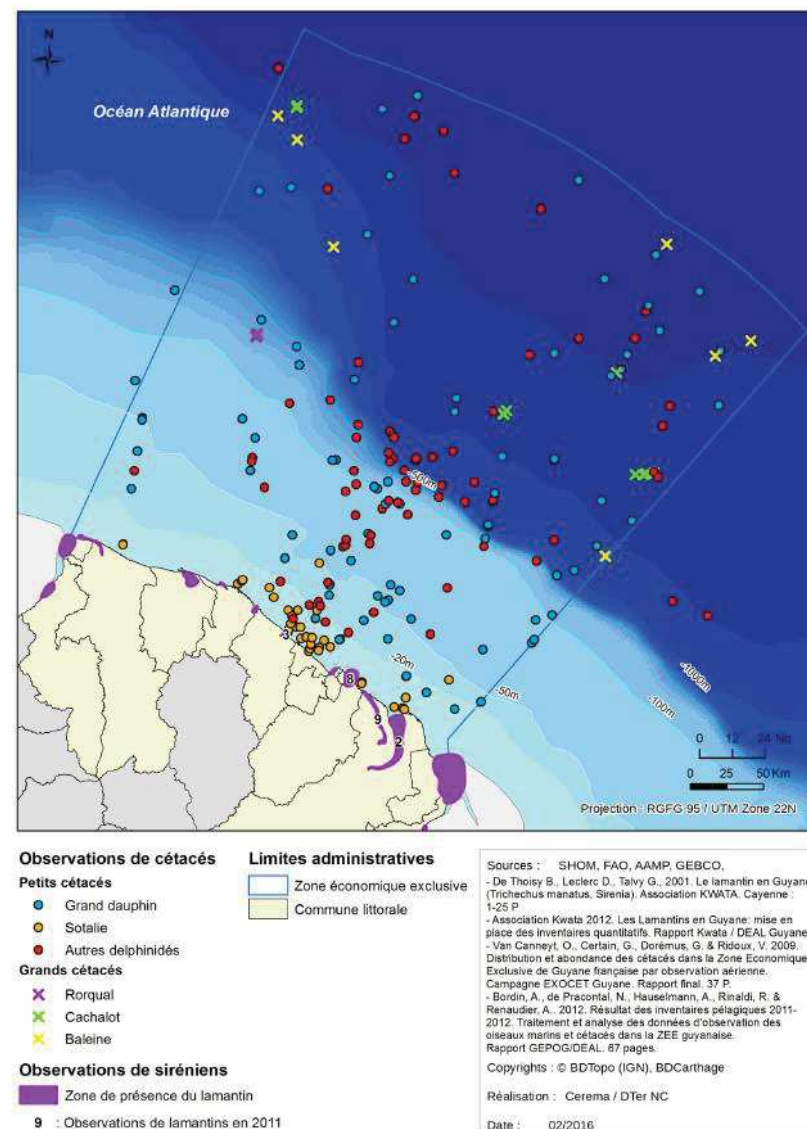 N
Océan Atlantique
-500m
3
-20m
8
-50m
9
2
-1000m
-100m
0 12 24 Nq
0 25 50 Km
Projection : RGFG 95 / UTM Zone 22N
Observations de cétacés
Petits cétacés
Grand dauphin
Sotalie
Autres delphinidés
Grands cétacés
Rorqual
Cachalot
Baleine
Observations de siréniens
Zone de présence du lamantin
9 : Observations de lamantins en 2011
Limites administratives
Zone économique exclusive
Commune littorale
Sources : SHOM, FAO, AAMP, GEBCO,
- De Thoisy B., Leclerc D., Talvy G., 2001. Le lamantin en Guyane
(Trichechus manatus, Sirenia). Association KWATA. Cayenne :
1-25 P
- Association Kwata 2012. Les Lamantins en Guyane: mise en
place des inventaires quantitatifs. Rapport Kwata / DEAL Guyane
- Van Canneyt, O., Certain, G., Dorémus, G. & Ridoux, V. 2009.
Distribution et abondance des cétacés dans la Zone Economique
Exclusive de Guyane française par observation aérienne.
Campagne EXOCET Guyane. Rapport final. 37 P.
- Bordin, A., de Pracontal, N., Hauselmann, A., Rinaldi, R. &
Renaudier, A.. 2012. Résultat des inventaires pélagiques 2011-
2012. Traitement et analyse des données d'observation des
oiseaux marins et cétacés dans la ZEE guyanaise.
Rapport GEPOG/DEAL. 67 pages.
Copyrights : © BDTopo (IGN), BDCarthage
Réalisation : Cerema / DTer NC
Date : 02/2016